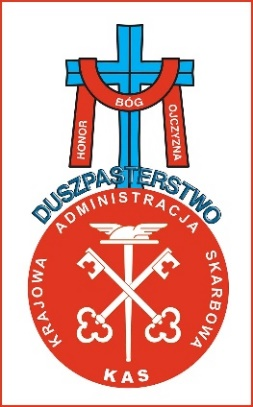 HONOR
BÓG
OJCZYZNA
DUSZPASTERSTWO
KRAJOWA ADMINISTRACJA SKARBOWA
KAS